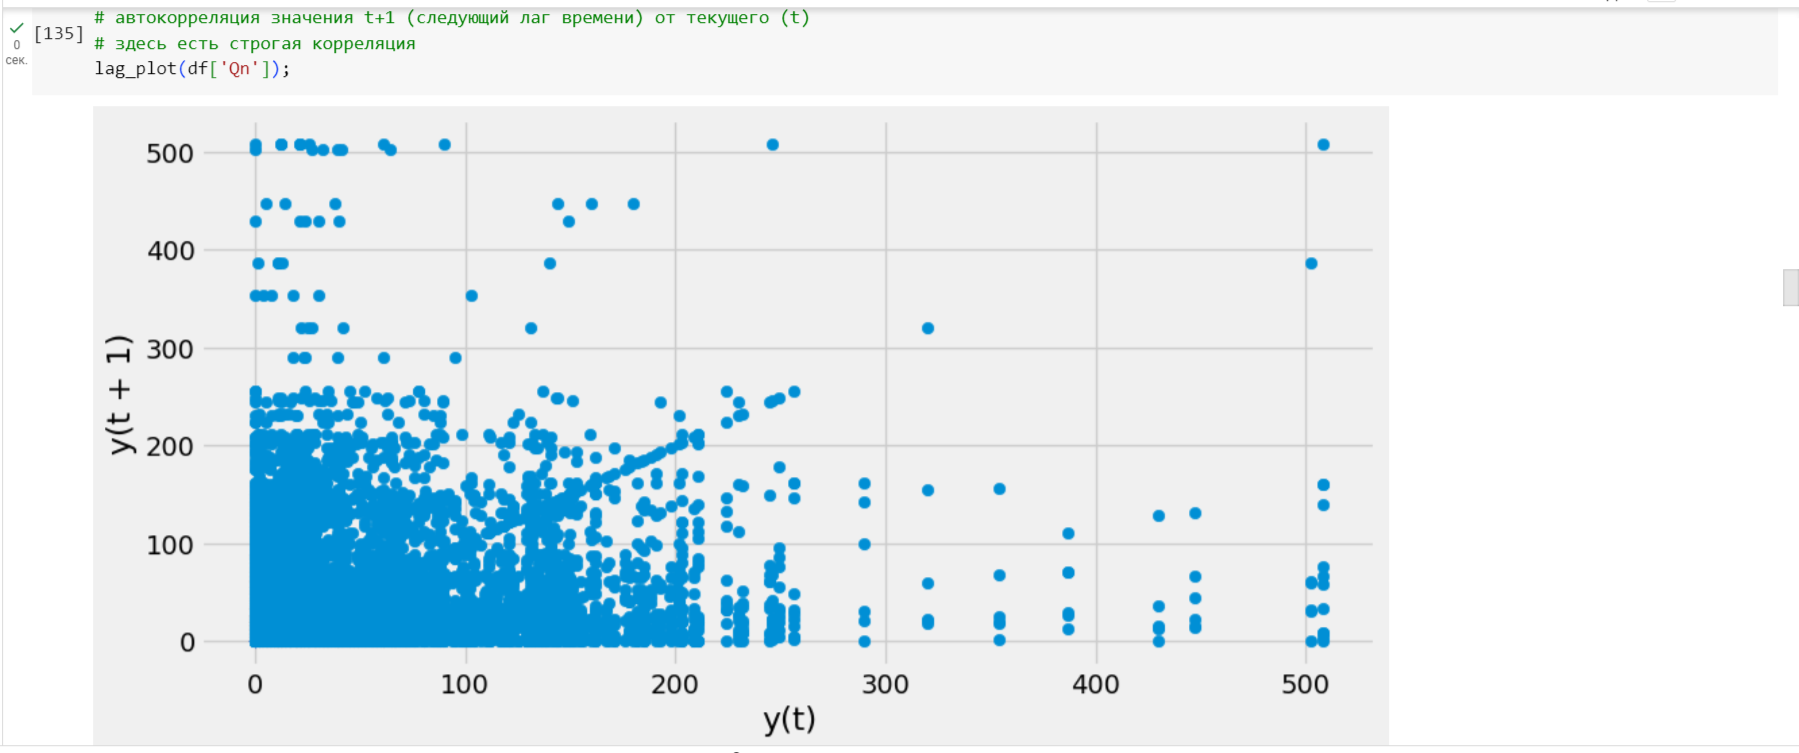 # автокорреляция значения t+1 (следующий лаг времени) от текущего (t)
[135]
# здесь есть строгая корреляция
0
сек.
lag_plot(df['Qn']);
500
400
300
200
100
0
y(t + 1)
0 100 200 300 400 500
y(t)